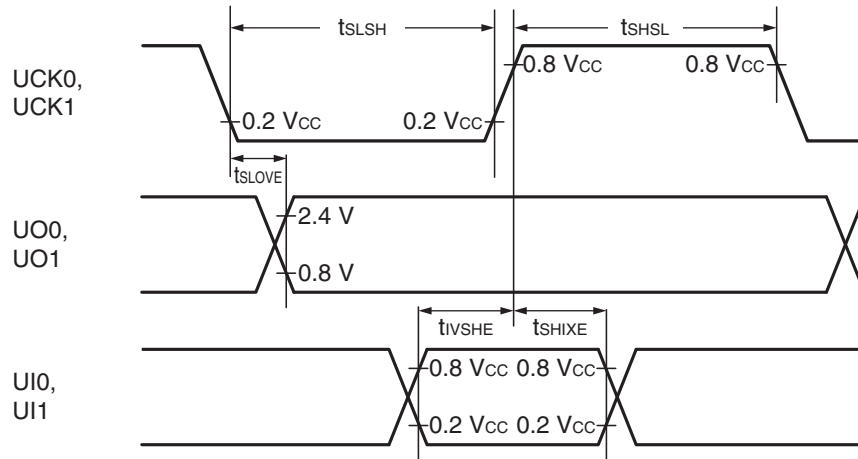 tSLSH tSHSL
UCK0,
UCK1
0.8 VCC 0.8 VCC
0.2 VCC 0.2 VCC
tSLOVE
UO0,
UO1
2.4 V
0.8 V
tIVSHE tSHIXE
UI0,
UI1
0.8 VCC 0.8 VCC
0.2 VCC 0.2 VCC